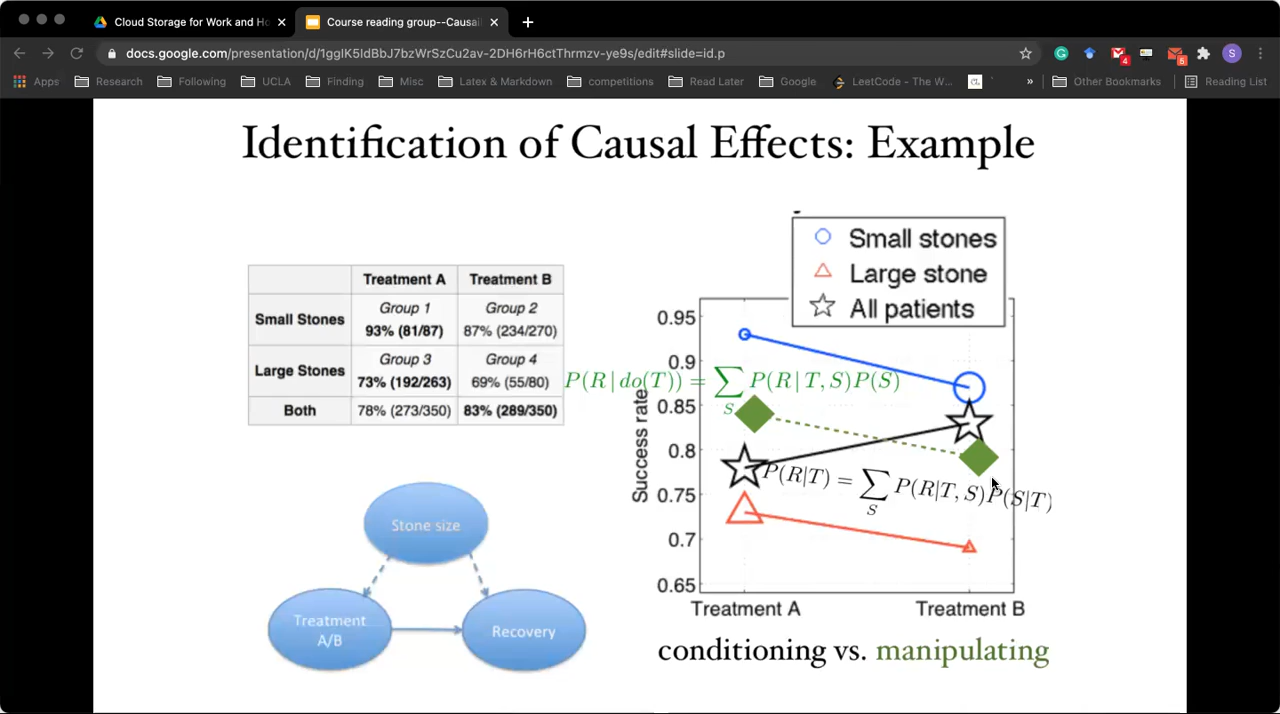 Cloud Storage for Work and Ho
Course reading group--Causal
docs.google.com/presentation/d/1ggIK5IdBbJ7bzWrSzCu2av-2DH6rH6ctThrmzv-ye9s/edit#slide=id.p
S
4
6
Apps Research Following UCLA Finding Misc Latex & Markdown competitions Read Later Google LeetCode - The W... CL » Other Bookmarks Reading List
Identification of Causal Effects: Example
Small stones
Large stone
All patients
Treatment A Treatment B
Small Stones
Group 1 Group 2
93% (81/87) 87% (234/270)
Large Stones
Group 3 Group 4
73% (192/263) 69% (55/80)
Both 78% (273/350) 83% (289/350)
P(R | do(T)) = ∑ P(R | T, S)P(S)
S
P(R|T) = ∑ P(R|T, S)P(S|T)
S
Success rate
0.95
0.9
0.85
0.8
0.75
0.7
0.65
Treatment A Treatment B
Stone size
Treatment
A/B
Recovery
conditioning vs. manipulating